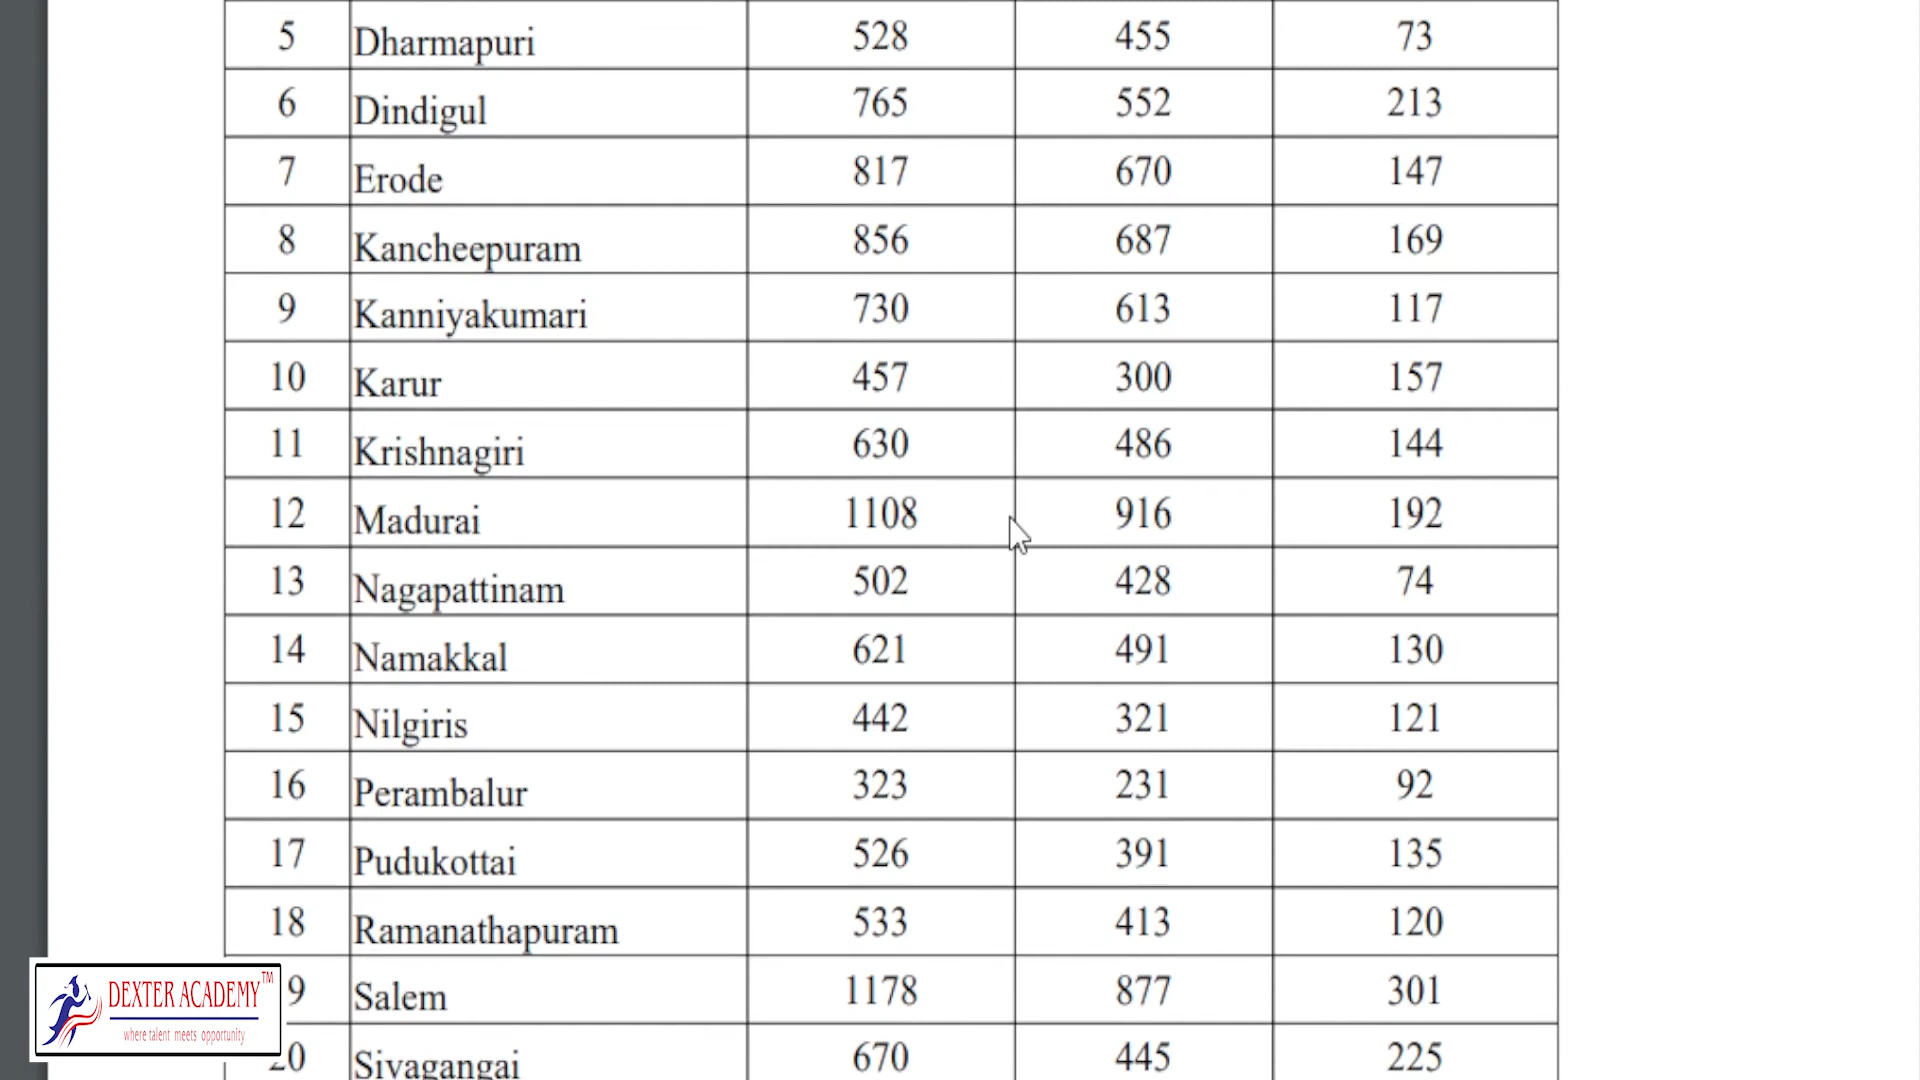 5 Dharmapuri 528 455 73
6 Dindigul 765 552 213
7 Erode 817 670 147
8 Kancheepuram 856 687 169
9 Kanniyakumari 730 613 117
10 Karur 457 300 157
11 Krishnagiri 630 486 144
12 Madurai 1108 916 192
13 Nagapattinam 502 428 74
14 Namakkal 621 491 130
15 Nilgiris 442 321 121
16 Perambalur 323 231 92
17 Pudukottai 526 391 135
18 Ramanathapuram 533 413 120
9 Salem 1178 877 301
20 Sivagangai 670 445 225
DEXTER ACADEMY™
where talent meets opportunity